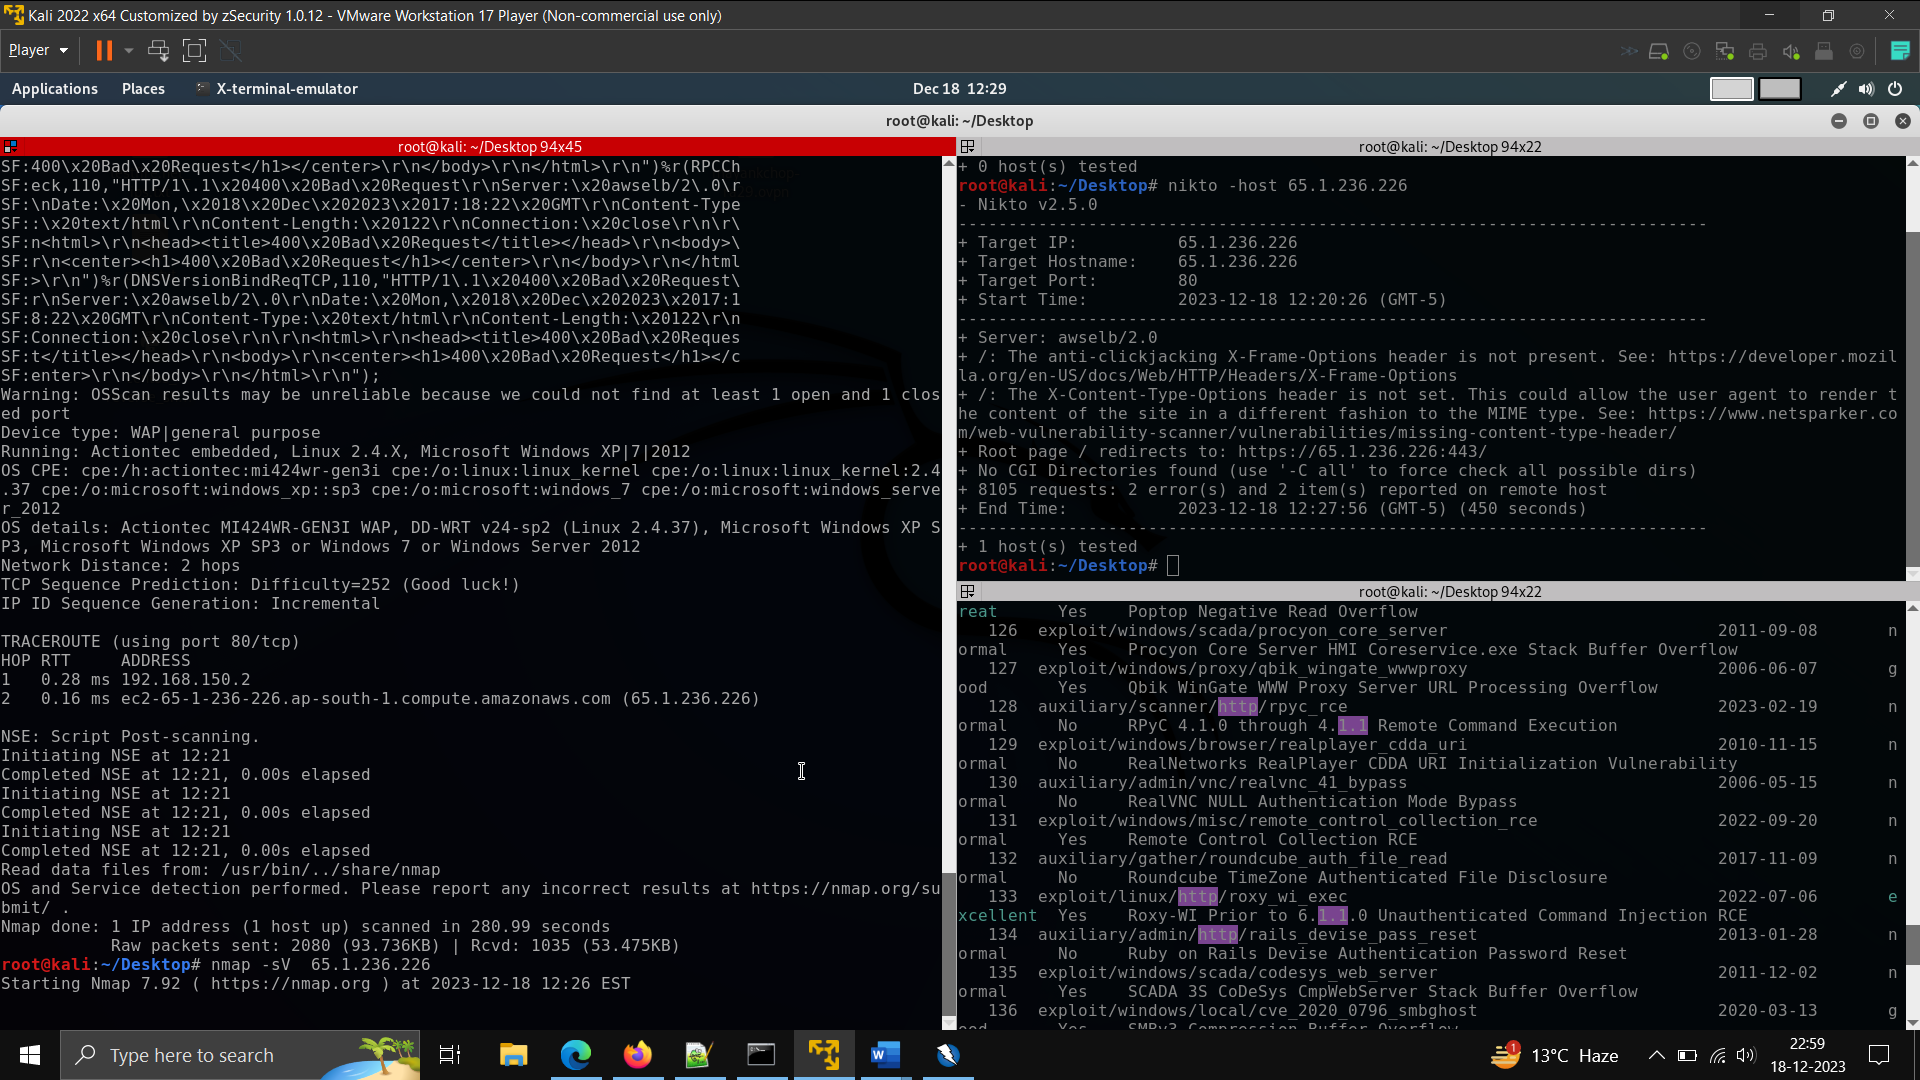 Kali 2022 x64 Customized by zSecurity 1.0.12 - VMware Workstation 17 Player (Non-commercial use only)
Player
Applications Places X-terminal-emulator Dec 18 12:29
root@kali: ~/Desktop
root@kali: ~/Desktop 94x45
SF:400\x20Bad\x20Request</h1></center>\r\n</body>\r\n</html>\r\n")%r(RPCCh
SF:eck,110,"HTTP/1\.1\x20400\x20Bad\x20Request\r\nServer:\x20awselb/2\.0\r
SF:\nDate:\x20Mon,\x2018\x20Dec\x202023\x2017:18:22\x20GMT\r\nContent-Type
SF::\x20text/html\r\nContent-Length:\x20122\r\nConnection:\x20close\r\n\r\
SF:n<html>\r\n<head><title>400\x20Bad\x20Request</title></head>\r\n<body>\
SF:r\n<center><h1>400\x20Bad\x20Request</h1></center>\r\n</body>\r\n</html
SF:>\r\n")%r(DNSVersionBindReqTCP,110,"HTTP/1\.1\x20400\x20Bad\x20Request\
SF:r\nServer:\x20awselb/2\.0\r\nDate:\x20Mon,\x2018\x20Dec\x202023\x2017:1
SF:8:22\x20GMT\r\nContent-Type:\x20text/html\r\nContent-Length:\x20122\r\n
SF:Connection:\x20close\r\n\r\n<html>\r\n<head><title>400\x20Bad\x20Reques
SF:t</title></head>\r\n<body>\r\n<center><h1>400\x20Bad\x20Request</h1></c
SF:enter>\r\n</body>\r\n</html>\r\n");
Warning: OSScan results may be unreliable because we could not find at least 1 open and 1 clos
ed port
Device type: WAP|general purpose
Running: Actiontec embedded, Linux 2.4.X, Microsoft Windows XP|7|2012
OS CPE: cpe:/h:actiontec:mi424wr-gen3i cpe:/o:linux:linux_kernel cpe:/o:linux:linux_kernel:2.4
.37 cpe:/o:microsoft:windows_xp::sp3 cpe:/o:microsoft:windows_7 cpe:/o:microsoft:windows_serve
r_2012
OS details: Actiontec MI424WR-GEN3I WAP, DD-WRT v24-sp2 (Linux 2.4.37), Microsoft Windows XP S
P3, Microsoft Windows XP SP3 or Windows 7 or Windows Server 2012
Network Distance: 2 hops
TCP Sequence Prediction: Difficulty=252 (Good luck!)
IP ID Sequence Generation: Incremental
TRACEROUTE (using port 80/tcp)
HOP RTT ADDRESS
1 0.28 ms 192.168.150.2
2 0.16 ms ec2-65-1-236-226.ap-south-1.compute.amazonaws.com (65.1.236.226)
NSE: Script Post-scanning.
Initiating NSE at 12:21
Completed NSE at 12:21, 0.00s elapsed
Initiating NSE at 12:21
Completed NSE at 12:21, 0.00s elapsed
Initiating NSE at 12:21
Completed NSE at 12:21, 0.00s elapsed
Read data files from: /usr/bin/../share/nmap
OS and Service detection performed. Please report any incorrect results at https://nmap.org/su
bmit/ .
Nmap done: 1 IP address (1 host up) scanned in 280.99 seconds
Raw packets sent: 2080 (93.736KB) | Rcvd: 1035 (53.475KB)
root@kali:~/Desktop# nmap -sV 65.1.236.226
Starting Nmap 7.92 ( https://nmap.org ) at 2023-12-18 12:26 EST
root@kali: ~/Desktop 94x22
+ 0 host(s) tested
root@kali:~/Desktop# nikto -host 65.1.236.226
- Nikto v2.5.0
---------------------------------------------------------------------------
+ Target IP: 65.1.236.226
+ Target Hostname: 65.1.236.226
+ Target Port: 80
+ Start Time: 2023-12-18 12:20:26 (GMT-5)
---------------------------------------------------------------------------
+ Server: awselb/2.0
+ /: The anti-clickjacking X-Frame-Options header is not present. See: https://developer.mozil
la.org/en-US/docs/Web/HTTP/Headers/X-Frame-Options
+ /: The X-Content-Type-Options header is not set. This could allow the user agent to render t
he content of the site in a different fashion to the MIME type. See: https://www.netsparker.co
m/web-vulnerability-scanner/vulnerabilities/missing-content-type-header/
+ Root page / redirects to: https://65.1.236.226:443/
+ No CGI Directories found (use '-C all' to force check all possible dirs)
+ 8105 requests: 2 error(s) and 2 item(s) reported on remote host
+ End Time: 2023-12-18 12:27:56 (GMT-5) (450 seconds)
---------------------------------------------------------------------------
+ 1 host(s) tested
root@kali:~/Desktop#
root@kali: ~/Desktop 94x22
reat Yes Poptop Negative Read Overflow
126 exploit/windows/scada/procyon_core_server 2011-09-08 n
ormal Yes Procyon Core Server HMI Coreservice.exe Stack Buffer Overflow
127 exploit/windows/proxy/qbik_wingate_wwwproxy 2006-06-07 g
ood Yes Qbik WinGate WWW Proxy Server URL Processing Overflow
128 auxiliary/scanner/http/rpyc_rce 2023-02-19 n
ormal No RPyC 4.1.0 through 4.1.1 Remote Command Execution
129 exploit/windows/browser/realplayer_cdda_uri 2010-11-15 n
ormal No RealNetworks RealPlayer CDDA URI Initialization Vulnerability
130 auxiliary/admin/vnc/realvnc_41_bypass 2006-05-15 n
ormal No RealVNC NULL Authentication Mode Bypass
131 exploit/windows/misc/remote_control_collection_rce 2022-09-20 n
ormal Yes Remote Control Collection RCE
132 auxiliary/gather/roundcube_auth_file_read 2017-11-09 n
ormal No Roundcube TimeZone Authenticated File Disclosure
133 exploit/linux/http/roxy_wi_exec 2022-07-06 e
xcellent Yes Roxy-WI Prior to 6.1.1.0 Unauthenticated Command Injection RCE
134 auxiliary/admin/http/rails_devise_pass_reset 2013-01-28 n
ormal No Ruby on Rails Devise Authentication Password Reset
135 exploit/windows/scada/codesys_web_server 2011-12-02 n
ormal Yes SCADA 3S CoDeSys CmpWebServer Stack Buffer Overflow
136 exploit/windows/local/cve_2020_0796_smbghost 2020-03-13 g
ood Yes SMBv3 Compression Buffer Overflow
Type here to search
1
13°C Haze
22:59
18-12-2023